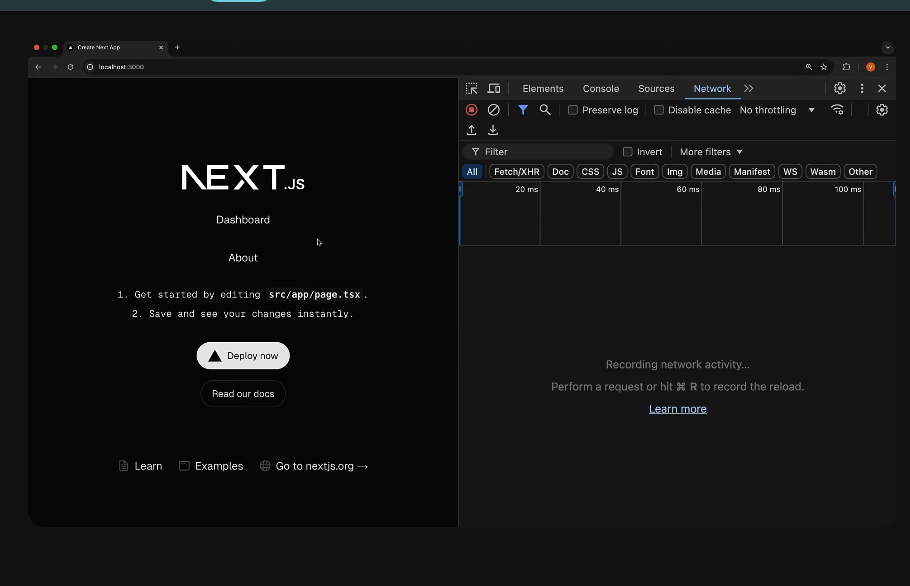 Create Next App
localhost:3000
V
Elements Console Sources Network
Preserve log Disable cache No throttling
Filter Invert More filters
All Fetch/XHR Doc CSS JS Font Img Media Manifest WS Wasm Other
20 ms 40 ms 60 ms 80 ms 100 ms
Recording network activity...
Perform a request or hit ⌘ R to record the reload.
Learn more
NEXT.JS
Dashboard
About
1. Get started by editing src/app/page.tsx.
2. Save and see your changes instantly.
Deploy now
Read our docs
Learn Examples Go to nextjs.org →